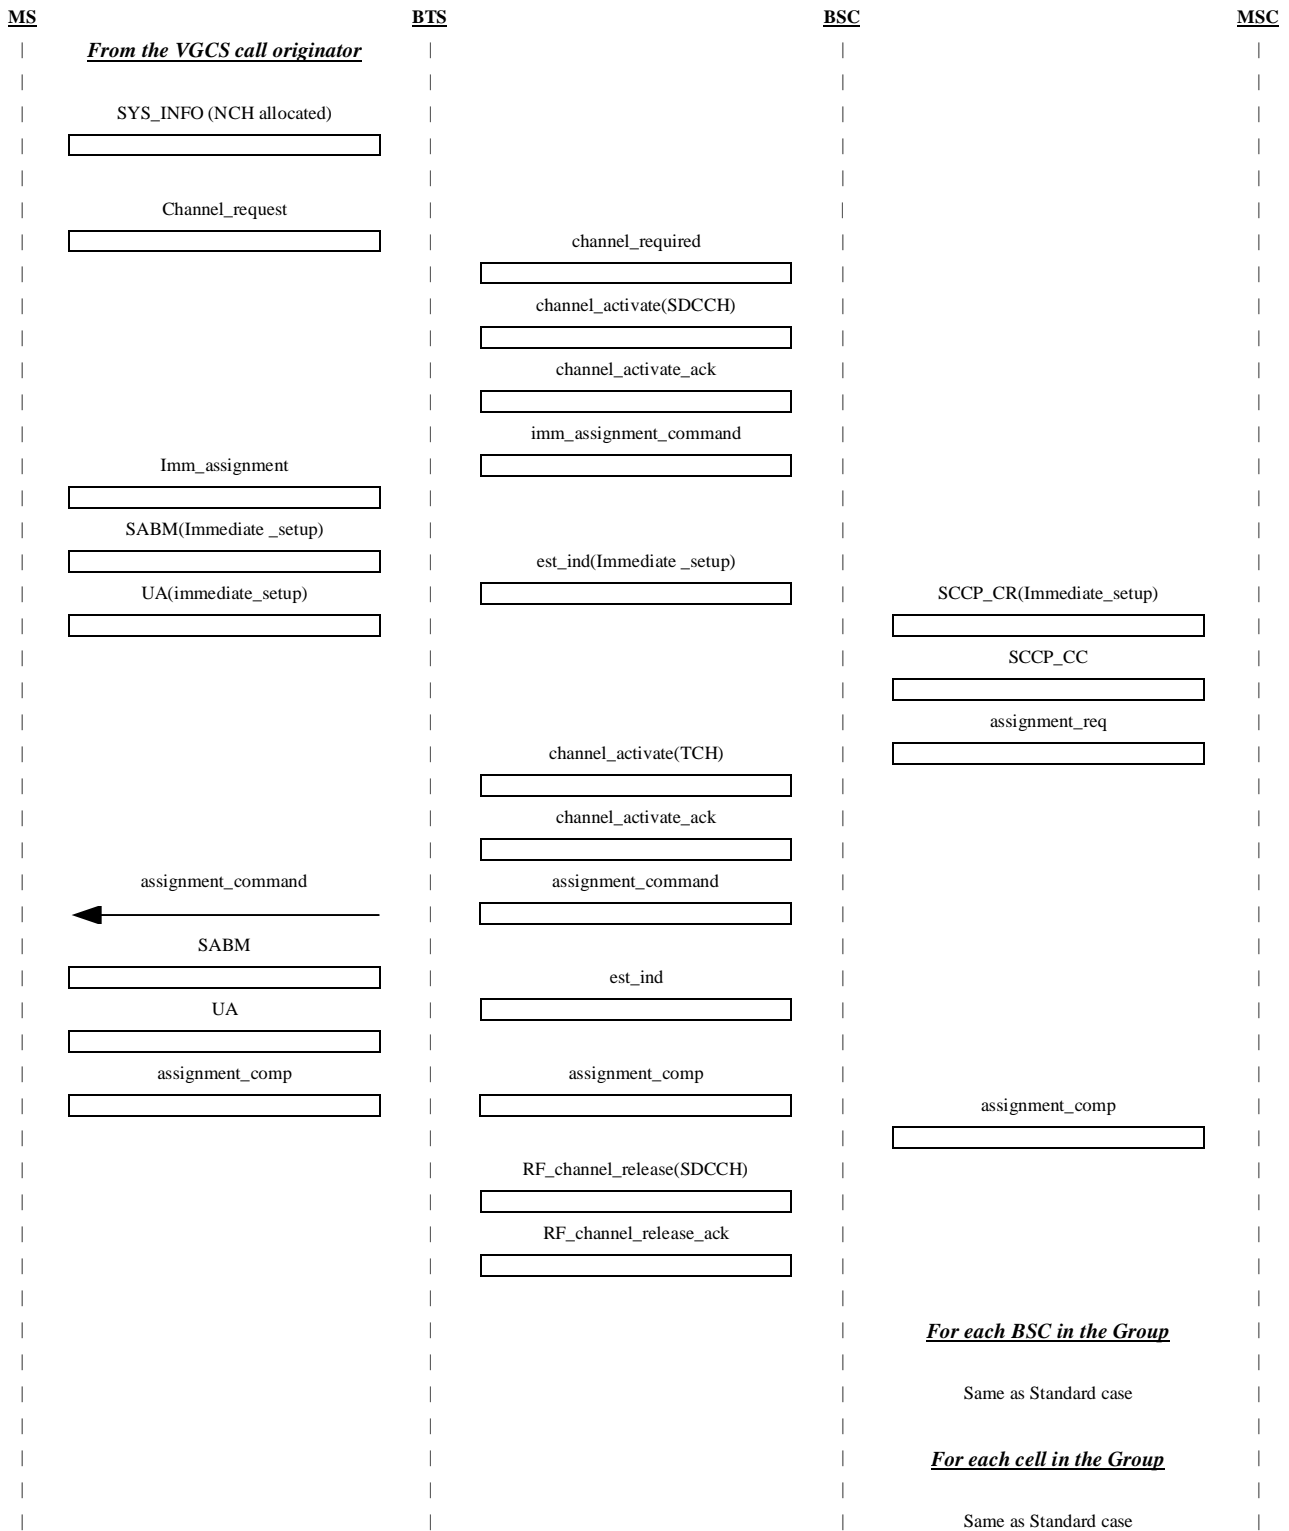 MS BTS BSC MSC
From the VGCS call originator
SYS_INFO (NCH allocated)
Channel_request
channel_required
channel_activate(SDCCH)
channel_activate_ack
imm_assignment_command
Imm_assignment
SABM(Immediate _setup)
est_ind(Immediate _setup)
UA(immediate_setup) SCCP_CR(Immediate_setup)
SCCP_CC
assignment_req
channel_activate(TCH)
channel_activate_ack
assignment_command assignment_command
SABM
est_ind
UA
assignment_comp assignment_comp
assignment_comp
RF_channel_release(SDCCH)
RF_channel_release_ack
For each BSC in the Group
Same as Standard case
For each cell in the Group
Same as Standard case